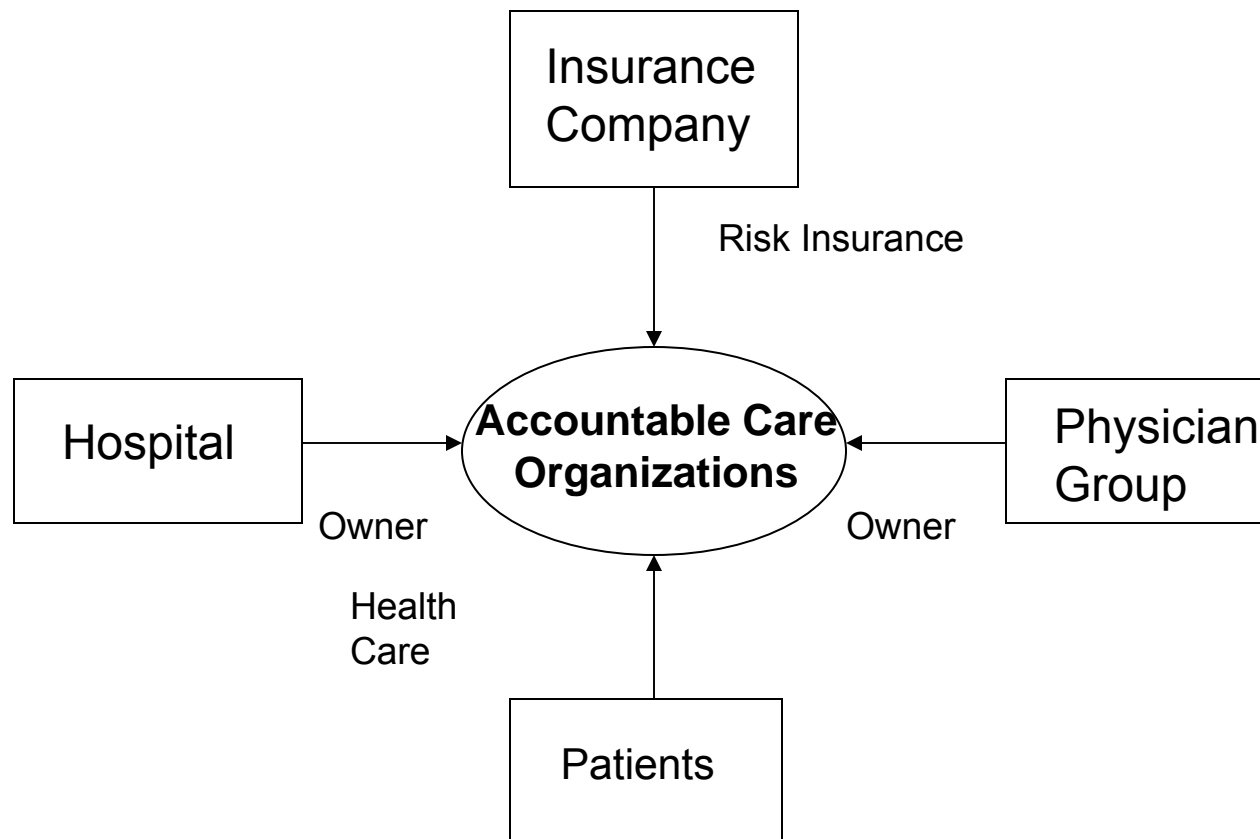 Insurance
Company
Risk Insurance
Hospital
Accountable Care
Organizations
Physician
Group
Owner
Owner
Health
Care
Patients